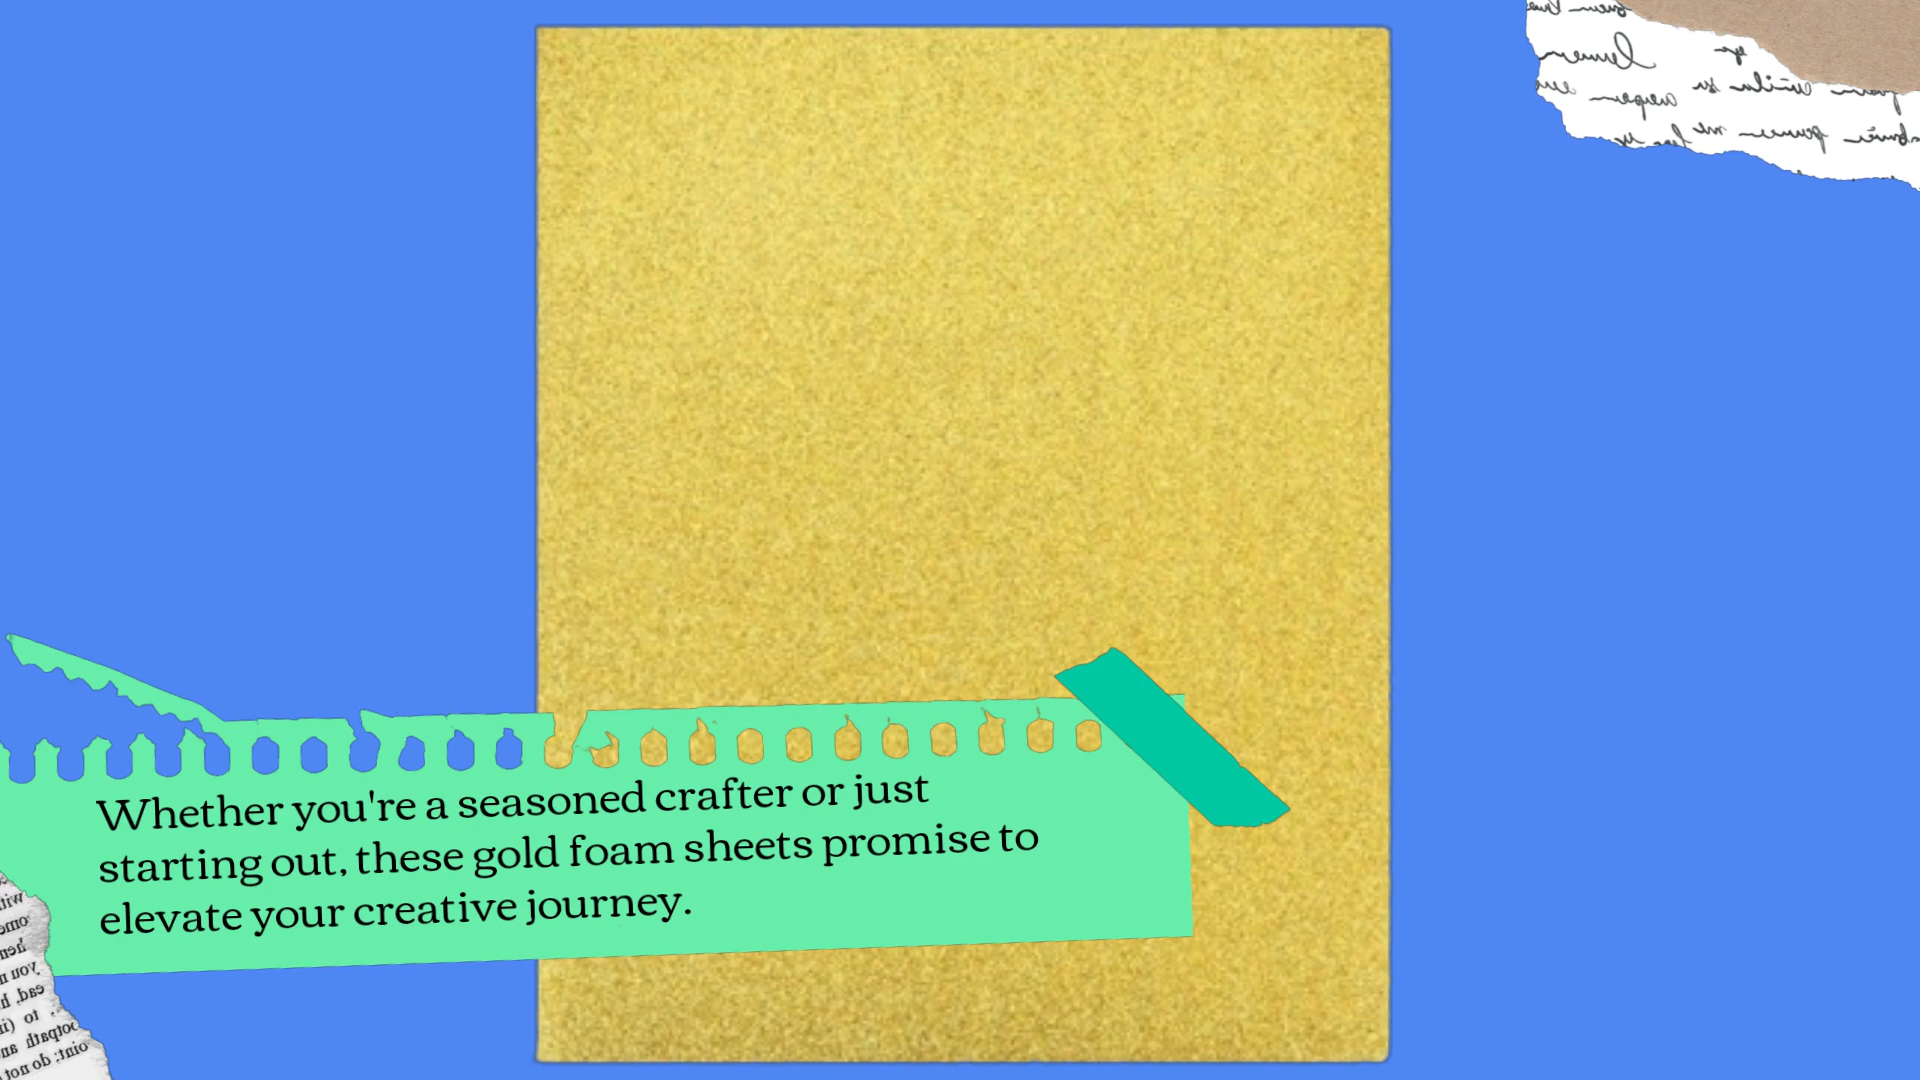 Whether you're a seasoned crafter or just
starting out, these gold foam sheets promise to
elevate your creative journey.